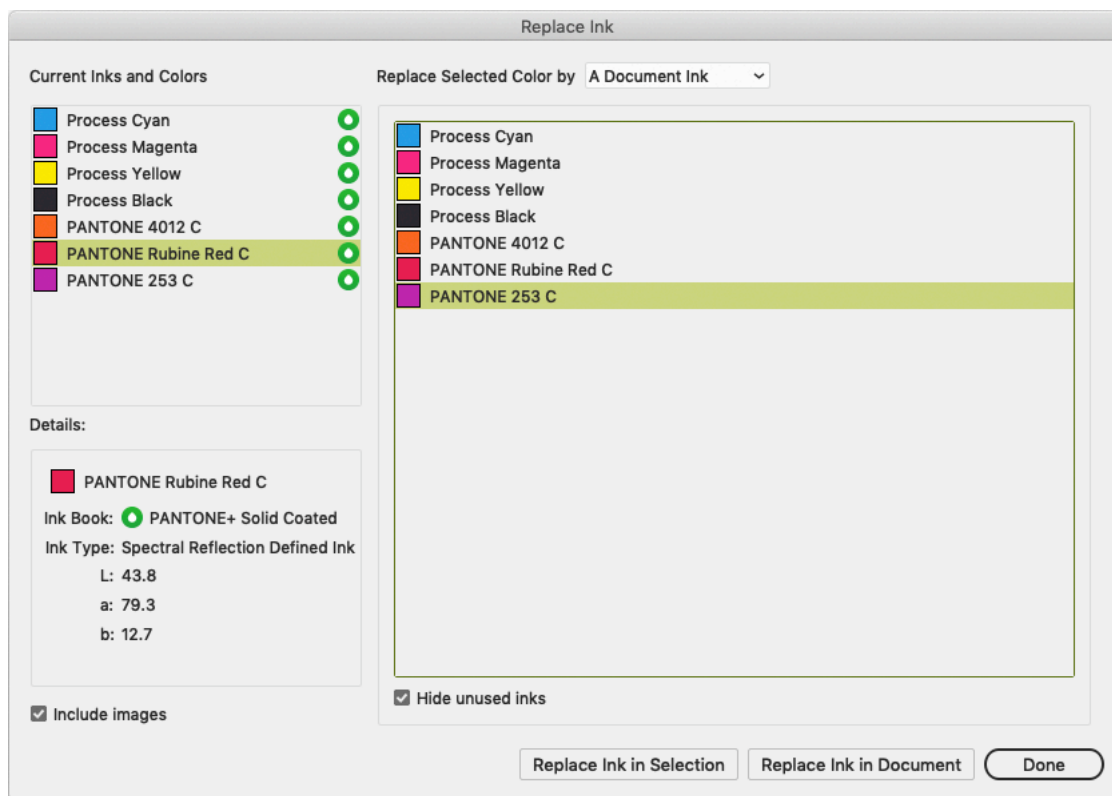 Replace Ink
Current Inks and Colors
Process Cyan
Process Magenta
Process Yellow
Process Black
PANTONE 4012 C
PANTONE Rubine Red C
PANTONE 253 C
Details:
PANTONE Rubine Red C
Ink Book: PANTONE+ Solid Coated
Ink Type: Spectral Reflection Defined Ink
L: 43.8
a: 79.3
b: 12.7
Include images
Replace Selected Color by A Document Ink
Process Cyan
Process Magenta
Process Yellow
Process Black
PANTONE 4012 C
PANTONE Rubine Red C
PANTONE 253 C
Hide unused inks
Replace Ink in Selection
Replace Ink in Document
Done